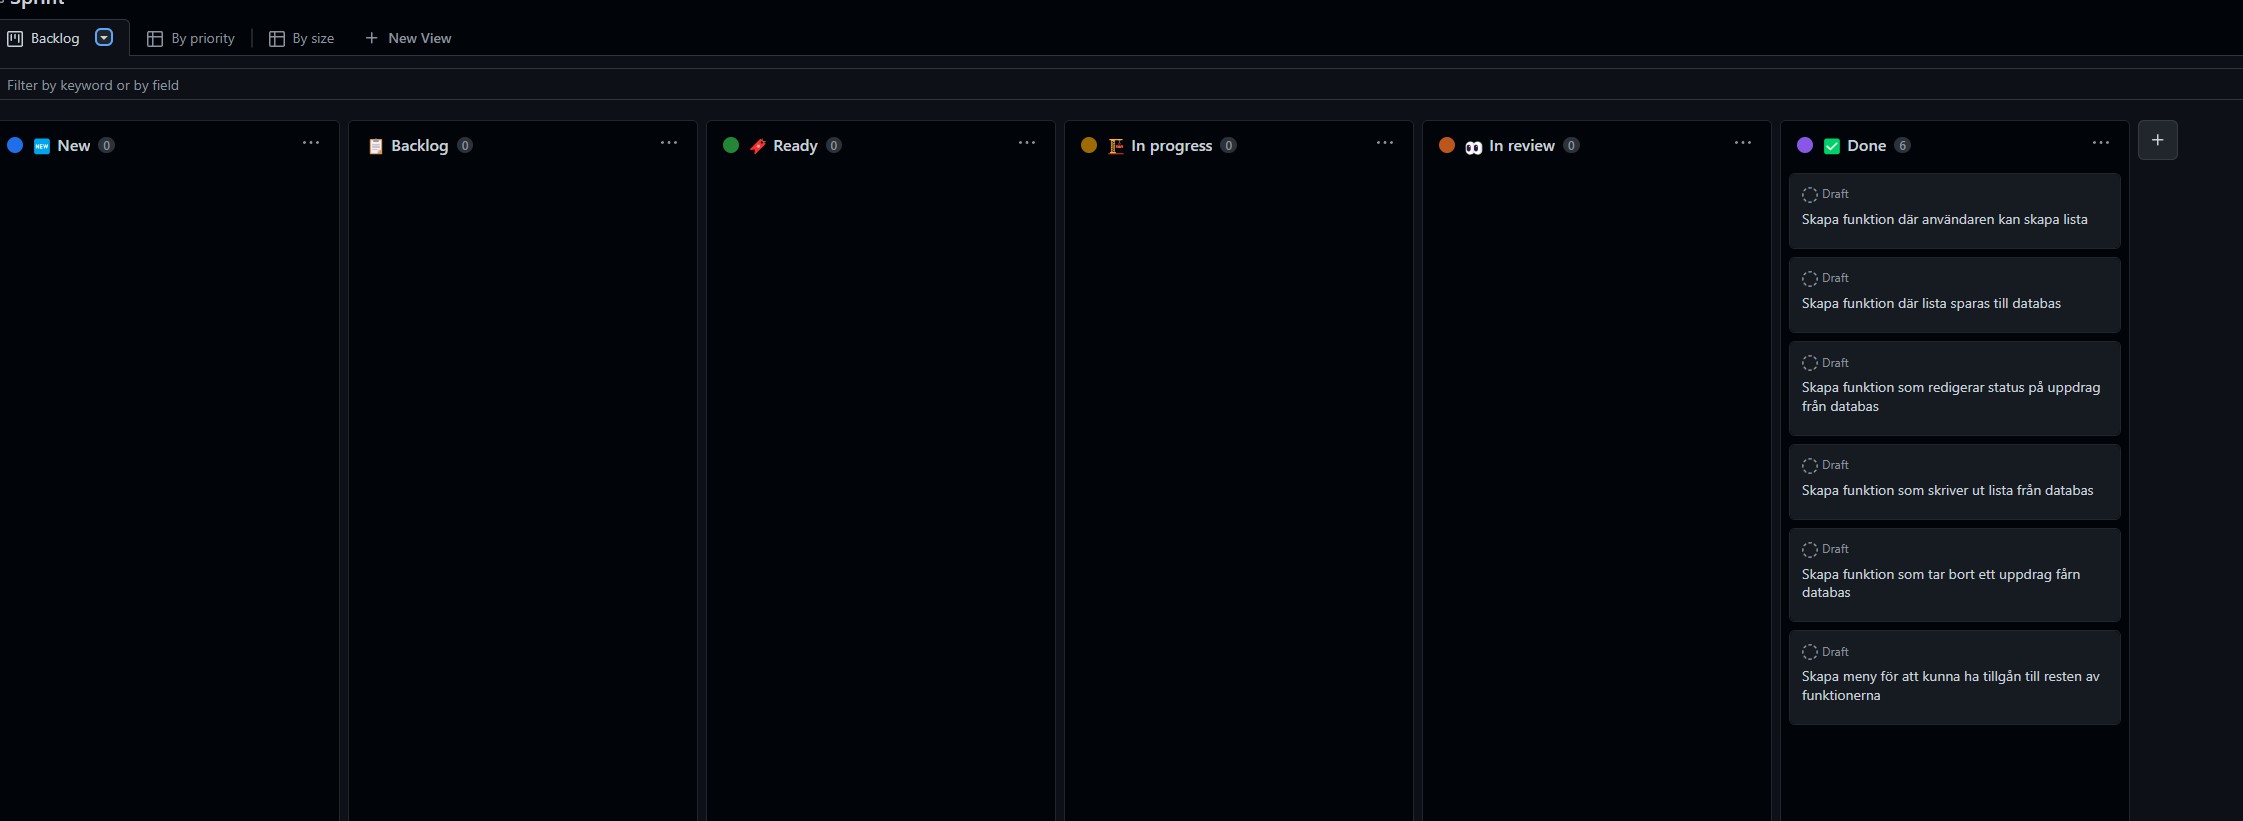 Sprint
Backlog
By priority
By size
New View
Filter by keyword or by field
NEW New 0
Backlog 0
Ready 0
In progress 0
In review 0
Done 6
Draft
Skapa funktion där användaren kan skapa lista
Draft
Skapa funktion där lista sparas till databas
Draft
Skapa funktion som redigerar status på uppdrag
från databas
Draft
Skapa funktion som skriver ut lista från databas
Draft
Skapa funktion som tar bort ett uppdrag fårn
databas
Draft
Skapa meny för att kunna ha tillgån till resten av
funktionerna